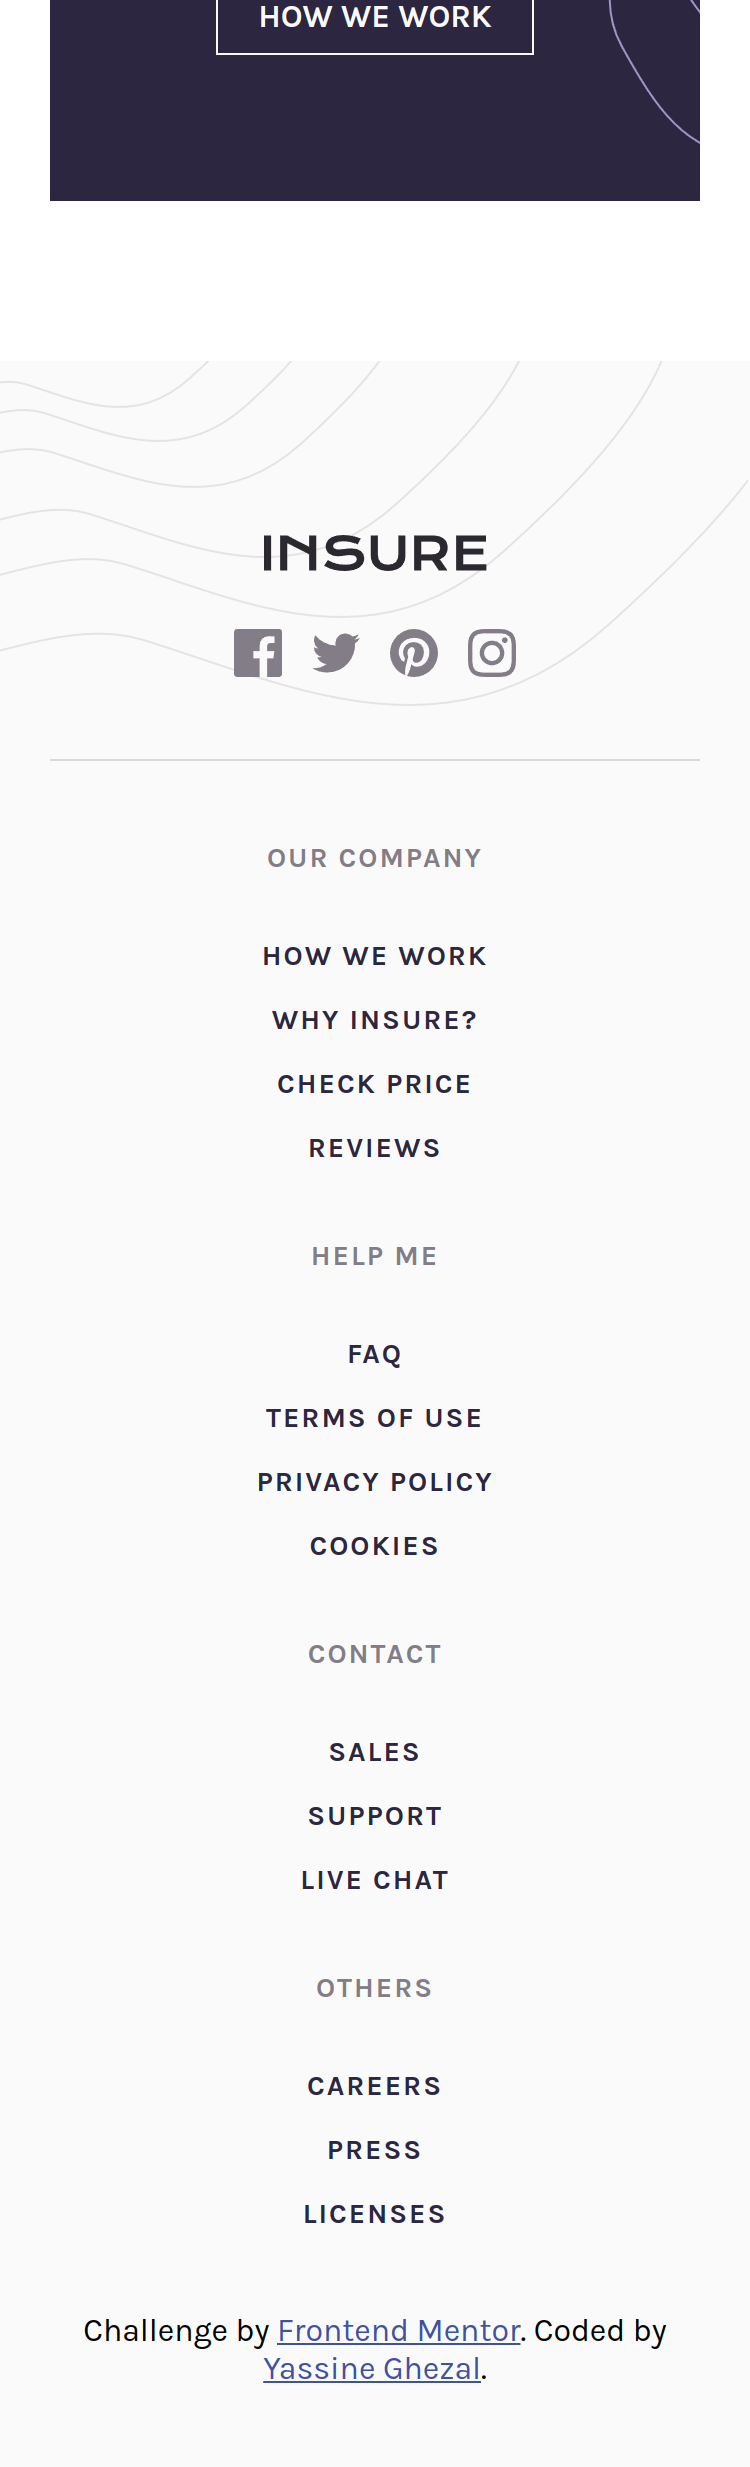 HOW WE WORK
INSURE
OUR COMPANY
HOW WE WORK
WHY INSURE?
CHECK PRICE
REVIEWS
HELP ME
FAQ
TERMS OF USE
PRIVACY POLICY
COOKIES
CONTACT
SALES
SUPPORT
LIVE CHAT
OTHERS
CAREERS
PRESS
LICENSES
Challenge by Frontend Mentor. Coded by
Yassine Ghezal.